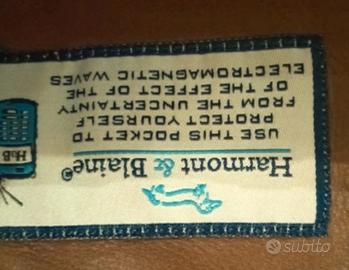 Harmont & Blaine®
USE THIS POCKET TO
PROTECT YOURSELF
FROM THE UNCERTAINTY
OF THE EFFECT OF THE
ELECTROMAGNETIC WAVES
H&B
subito